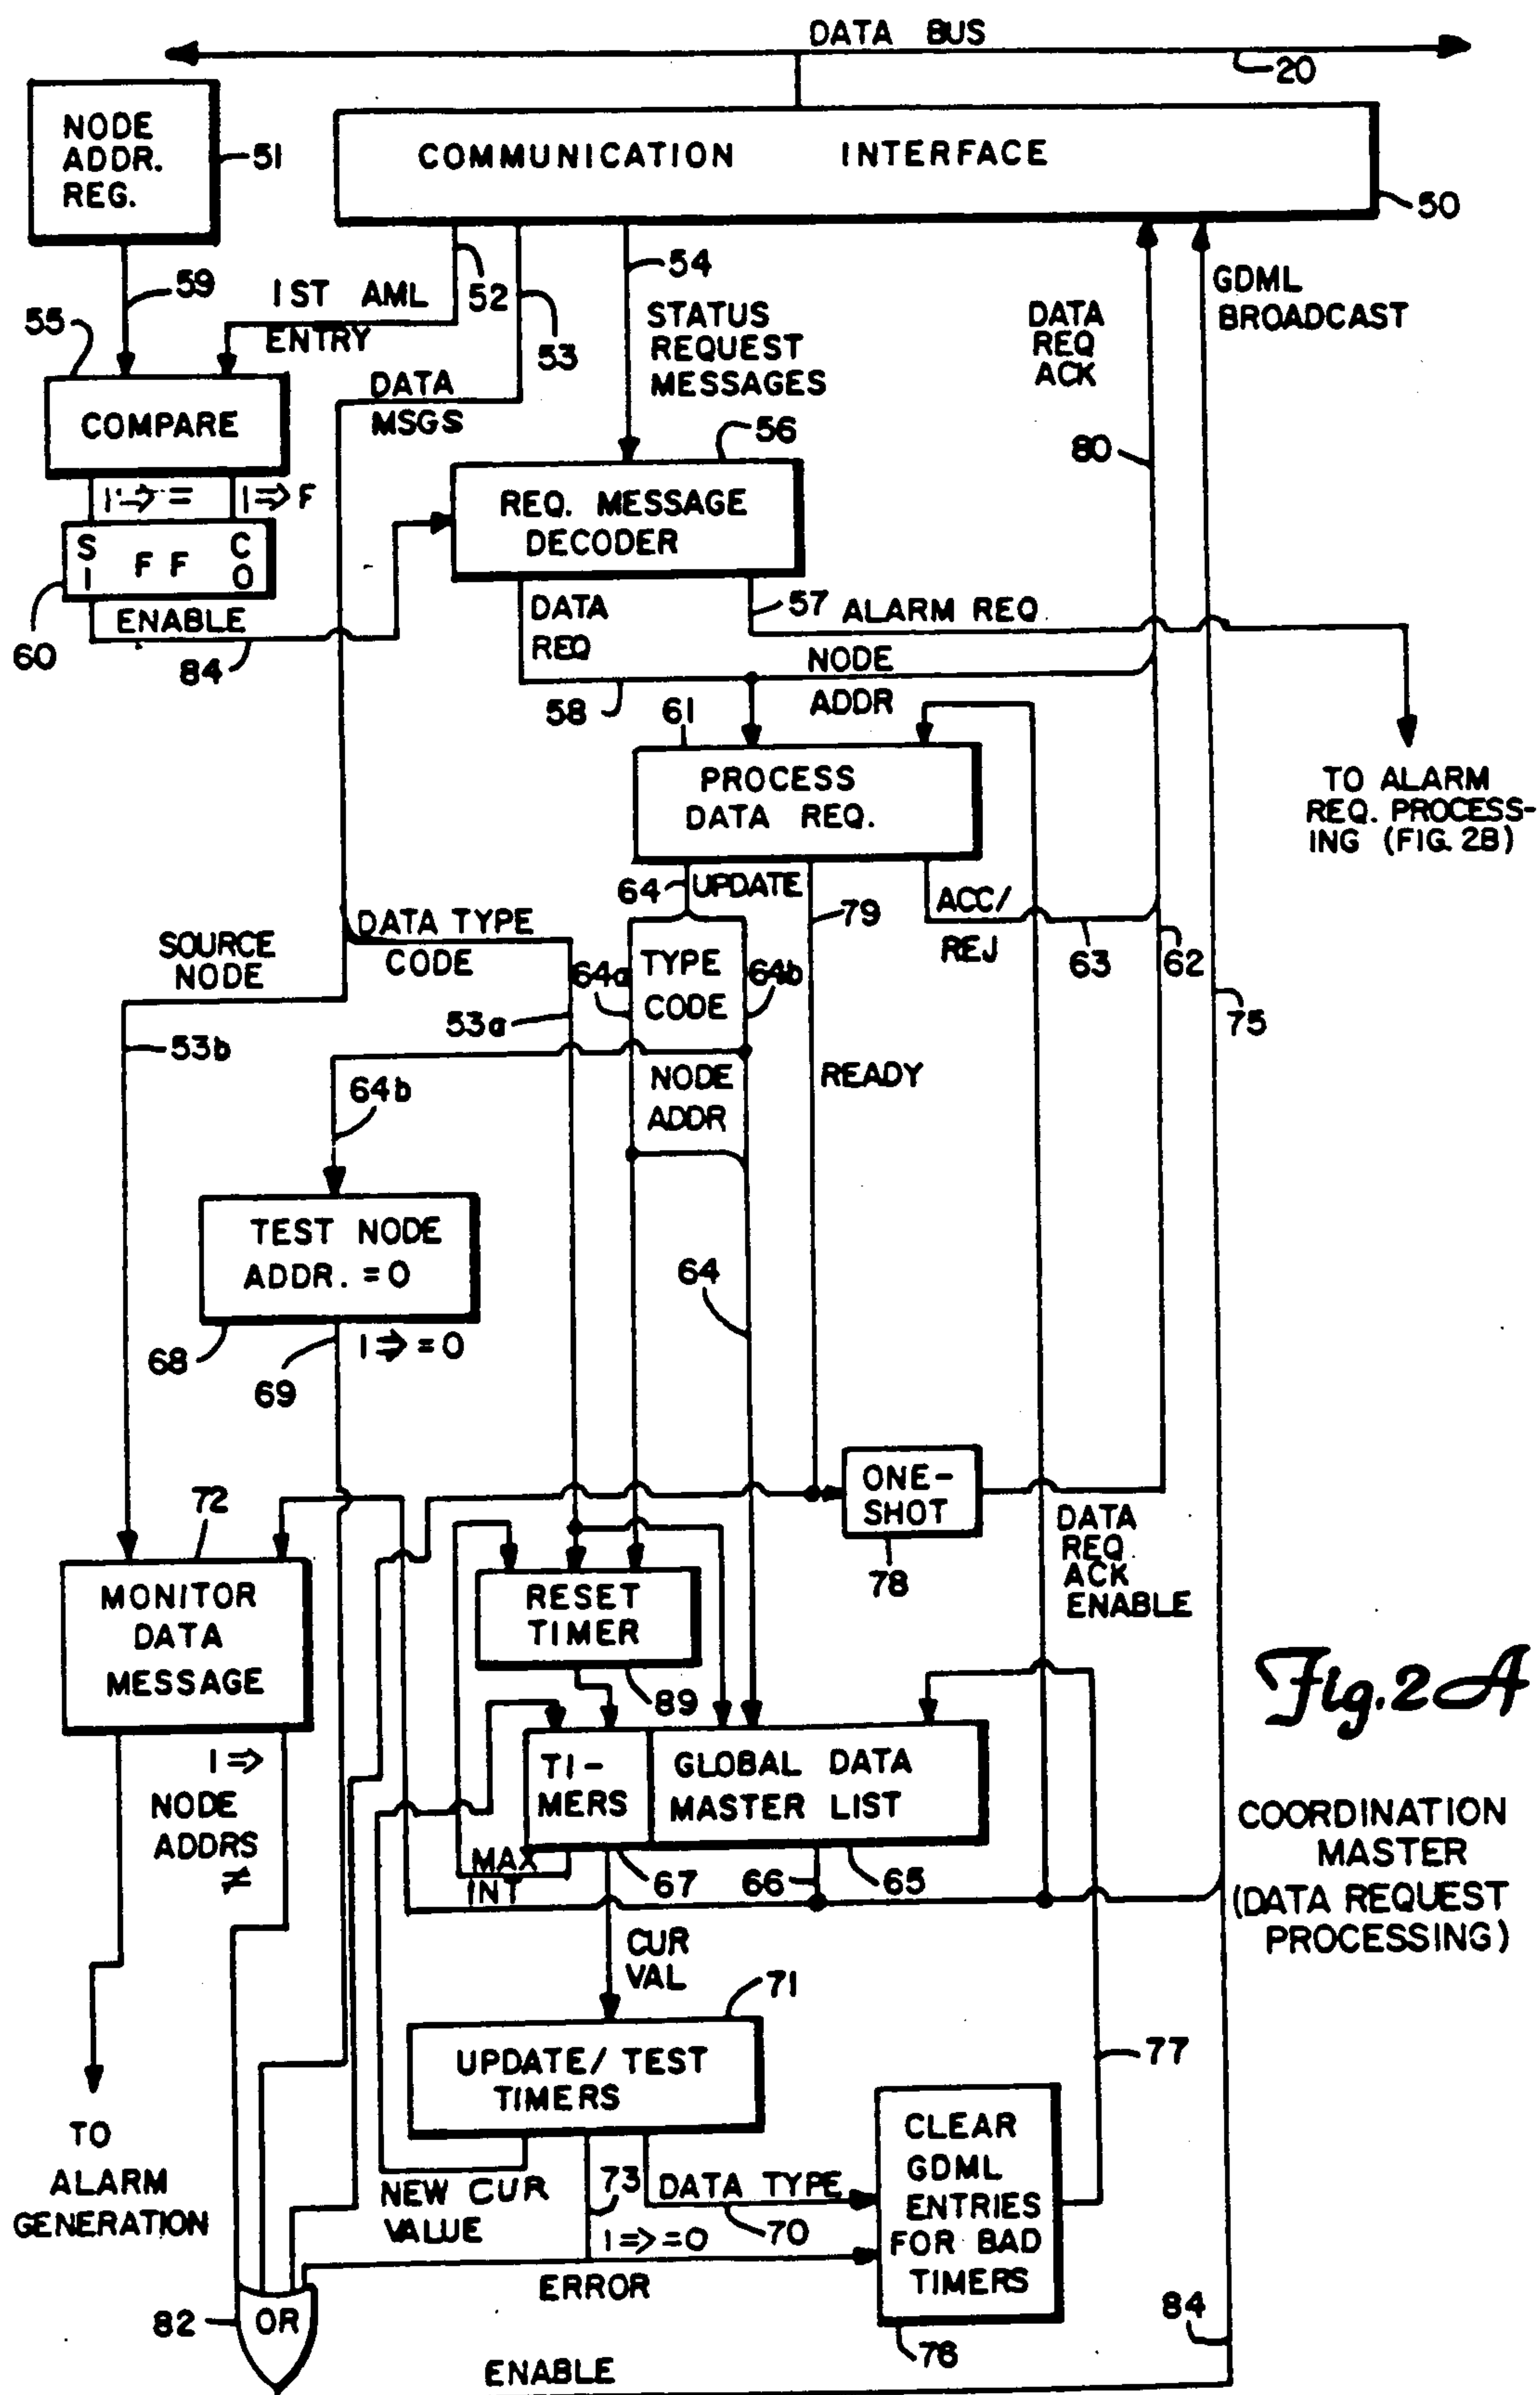 DATA BUS
20
NODE
ADDR.
REG.
51
COMMUNICATION INTERFACE
50
59
1ST AML
ENTRY
52
53
54
STATUS
REQUEST
MESSAGES
DATA
REQ
ACK
GDML
BROADCAST
55
COMPARE
DATA
MSGS
56
80
1⇒ =
1⇒F
REQ. MESSAGE
DECODER
S F F C
1 0
60
ENABLE
84
DATA
REQ
57
ALARM REQ.
NODE
ADDR
58
61
PROCESS
DATA REQ.
TO ALARM
REQ. PROCESS-
ING (FIG. 2B)
64
UPDATE
79
ACC/
REJ
63
62
75
SOURCE
NODE
DATA TYPE
CODE
64a
TYPE
CODE
64b
53a
53b
64b
NODE
ADDR
READY
TEST NODE
ADDR. = 0
64
68
69
1⇒ = 0
72
ONE-
SHOT
78
DATA
REQ
ACK
ENABLE
MONITOR
DATA
MESSAGE
RESET
TIMER
89
Fig. 2A
TI-
MERS
GLOBAL DATA
MASTER LIST
1⇒
NODE
ADDRS
≠
MAX
INT
67
66
65
COORDINATION
MASTER
(DATA REQUEST
PROCESSING)
CUR
VAL
71
UPDATE/ TEST
TIMERS
77
TO
ALARM
GENERATION
NEW CUR
VALUE
73
DATA TYPE
70
1=> =0
CLEAR
GDML
ENTRIES
FOR BAD
TIMERS
ERROR
82
OR
76
84
ENABLE